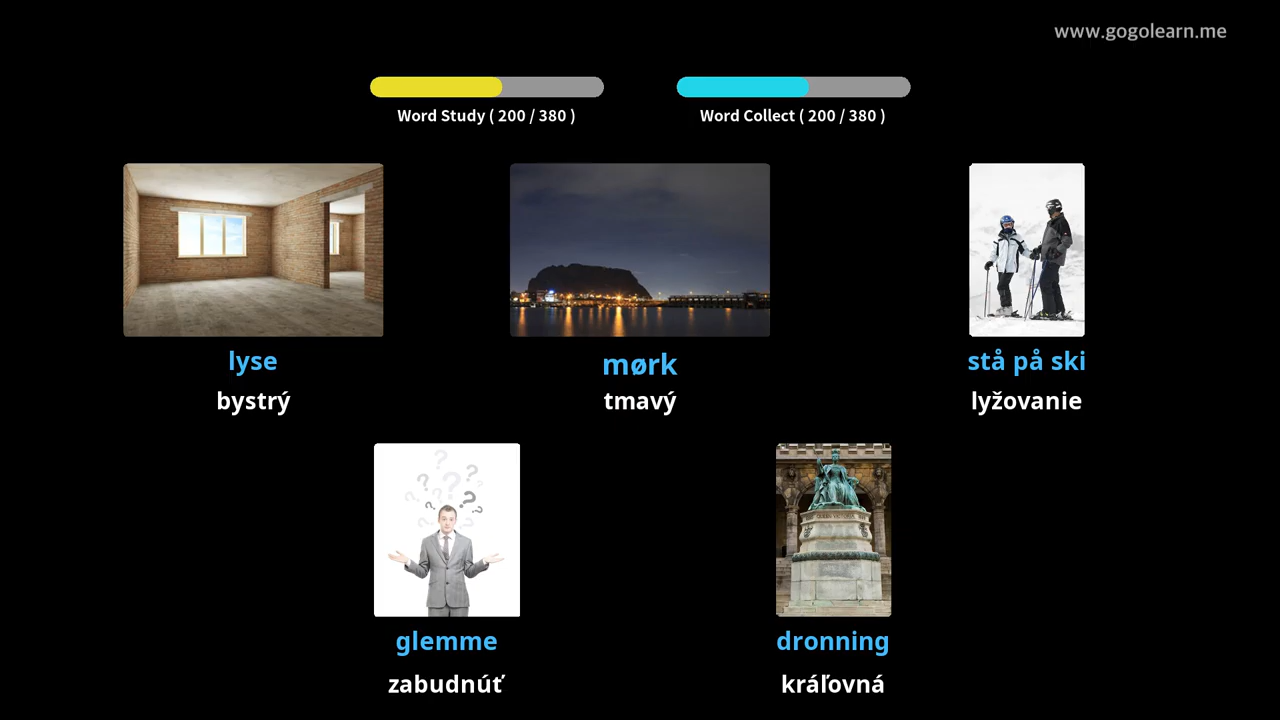 www.gogolearn.me
Word Study ( 200 / 380 )
Word Collect ( 200 / 380 )
lyse
mørk
stå på ski
bystrý
tmavý
lyžovanie
glemme
dronning
zabudnúť
kráľovná